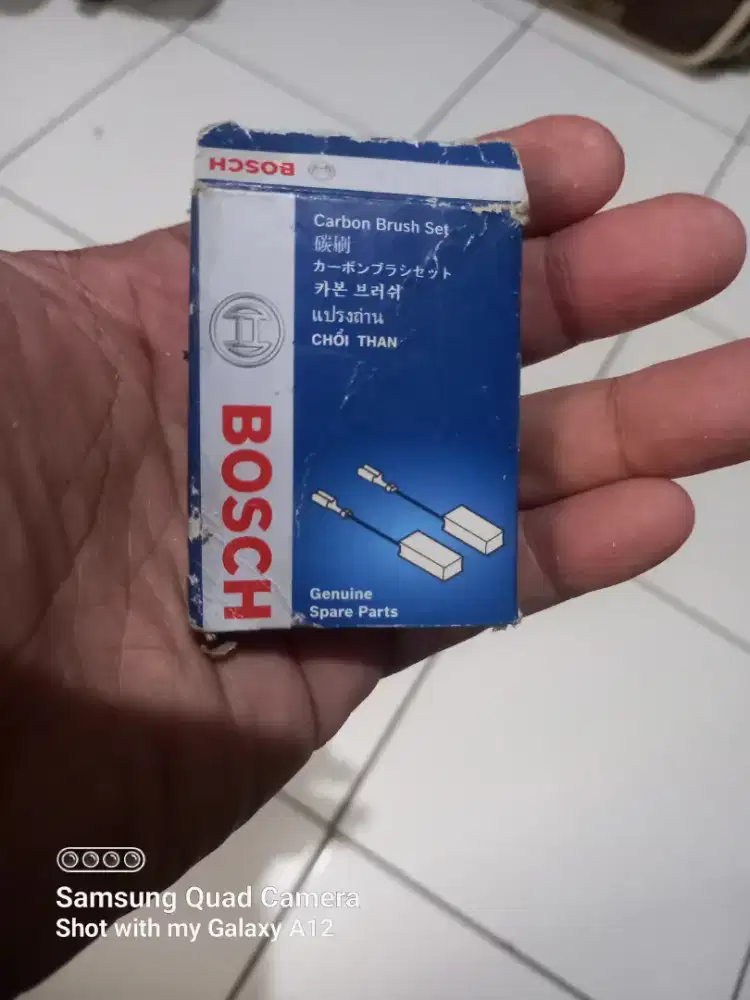 BOSCH
Carbon Brush Set
碳刷
カーボンブラシセット
카본 브러쉬
แปรงถ่าน
CHỔI THAN
BOSCH
Genuine
Spare Parts
Samsung Quad Camera
Shot with my Galaxy A12